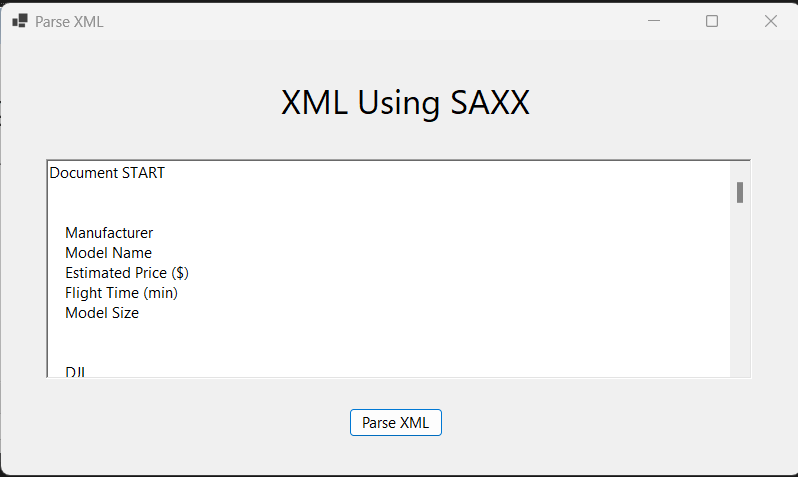 Parse XML
XML Using SAXX
Document START
Manufacturer
Model Name
Estimated Price ($)
Flight Time (min)
Model Size
DJI
Parse XML